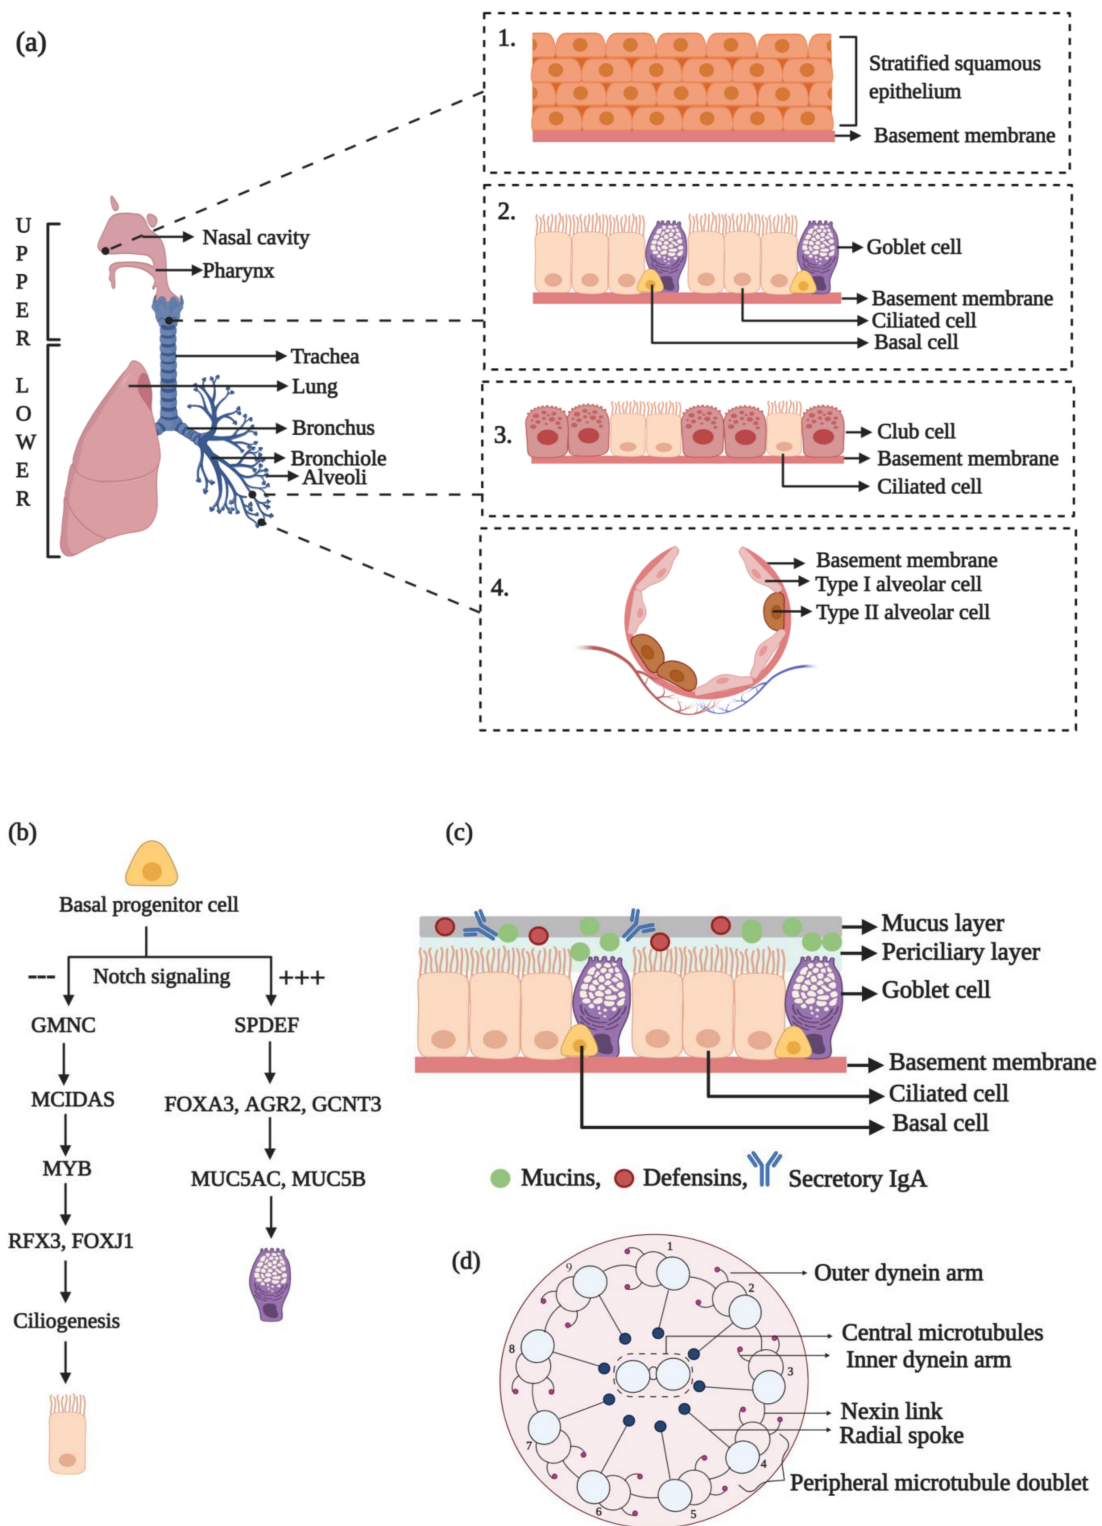 (a)
1.
Stratified squamous
epithelium
Basement membrane
UPPER
Nasal cavity
Pharynx
2.
Goblet cell
Basement membrane
Ciliated cell
Basal cell
LOWER
Trachea
Lung
Bronchus
Bronchiole
Alveoli
3.
Club cell
Basement membrane
Ciliated cell
4.
Basement membrane
Type I alveolar cell
Type II alveolar cell
(b)
Basal progenitor cell
--- Notch signaling +++
GMNC
MCIDAS
MYB
RFX3, FOXJ1
Ciliogenesis
SPDEF
FOXA3, AGR2, GCNT3
MUC5AC, MUC5B
(c)
Mucus layer
Periciliary layer
Goblet cell
Basement membrane
Ciliated cell
Basal cell
Mucins, Defensins, Secretory IgA
(d)
1
2
3
4
5
6
7
8
9
Outer dynein arm
Central microtubules
Inner dynein arm
Nexin link
Radial spoke
Peripheral microtubule doublet